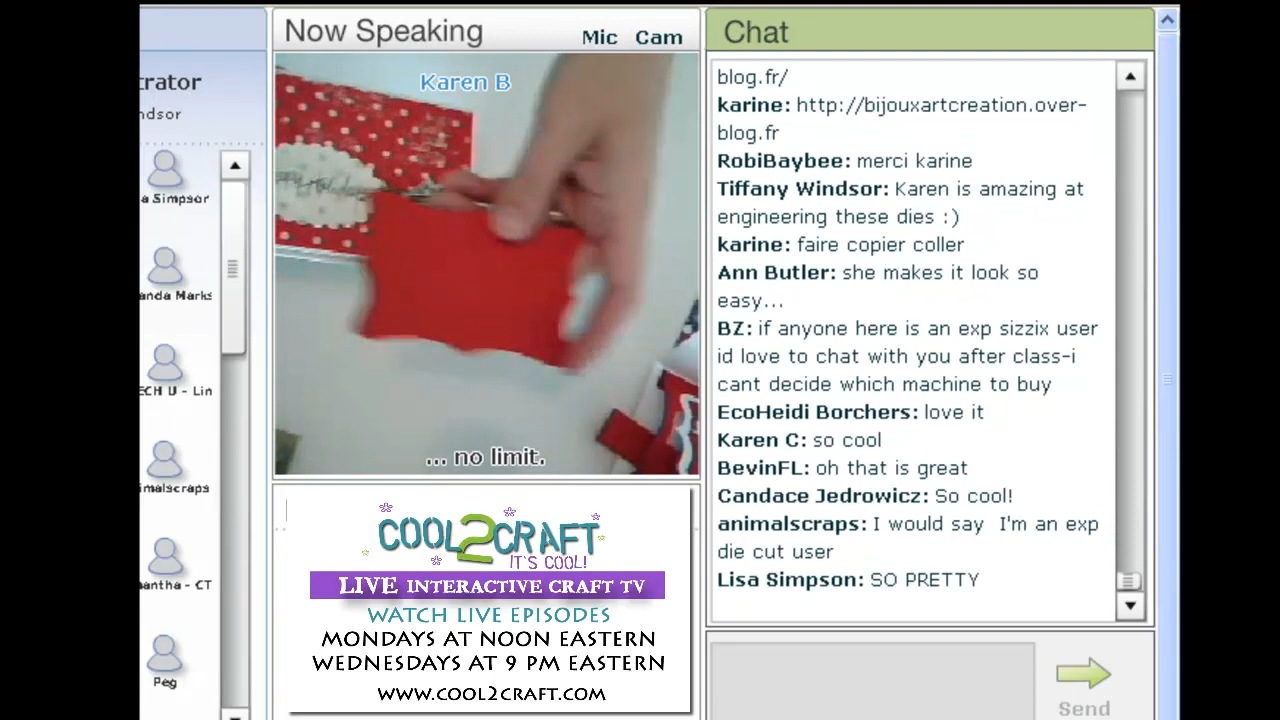 trator
ndsor
a Simpson
anda Marks
ECH U - Lin
imalscraps
nantha - CT
Peg
Now Speaking
Mic Cam
Karen B
... no limit.
COOL2CRAFT
IT'S COOL!
LIVE INTERACTIVE CRAFT TV
WATCH LIVE EPISODES
MONDAYS AT NOON EASTERN
WEDNESDAYS AT 9 PM EASTERN
WWW.COOL2CRAFT.COM
Chat
blog.fr/
karine: http://bijouxartcreation.over-
blog.fr
RobiBaybee: merci karine
Tiffany Windsor: Karen is amazing at
engineering these dies :)
karine: faire copier coller
Ann Butler: she makes it look so
easy...
BZ: if anyone here is an exp sizzix user
id love to chat with you after class-i
cant decide which machine to buy
EcoHeidi Borchers: love it
Karen C: so cool
BevinFL: oh that is great
Candace Jedrowicz: So cool!
animalscraps: I would say I'm an exp
die cut user
Lisa Simpson: SO PRETTY
Send